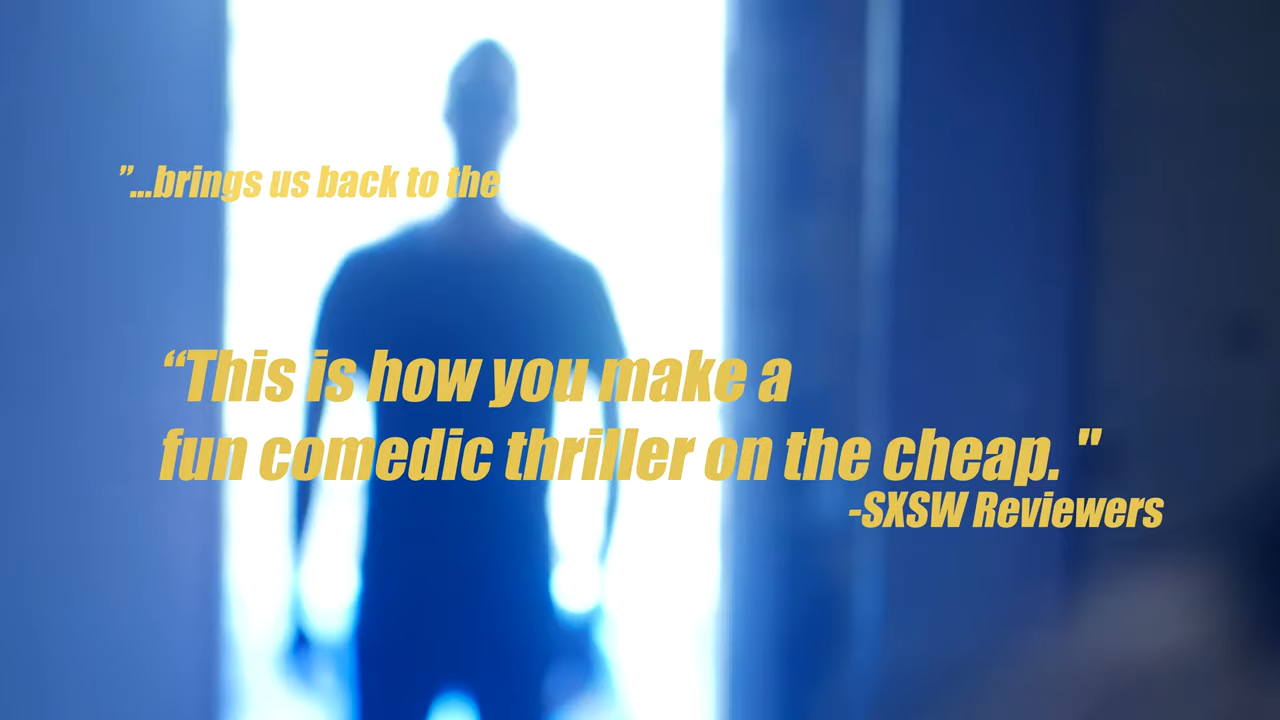 ”...brings us back to the
“This is how you make a
fun comedic thriller on the cheap. "
-SXSW Reviewers